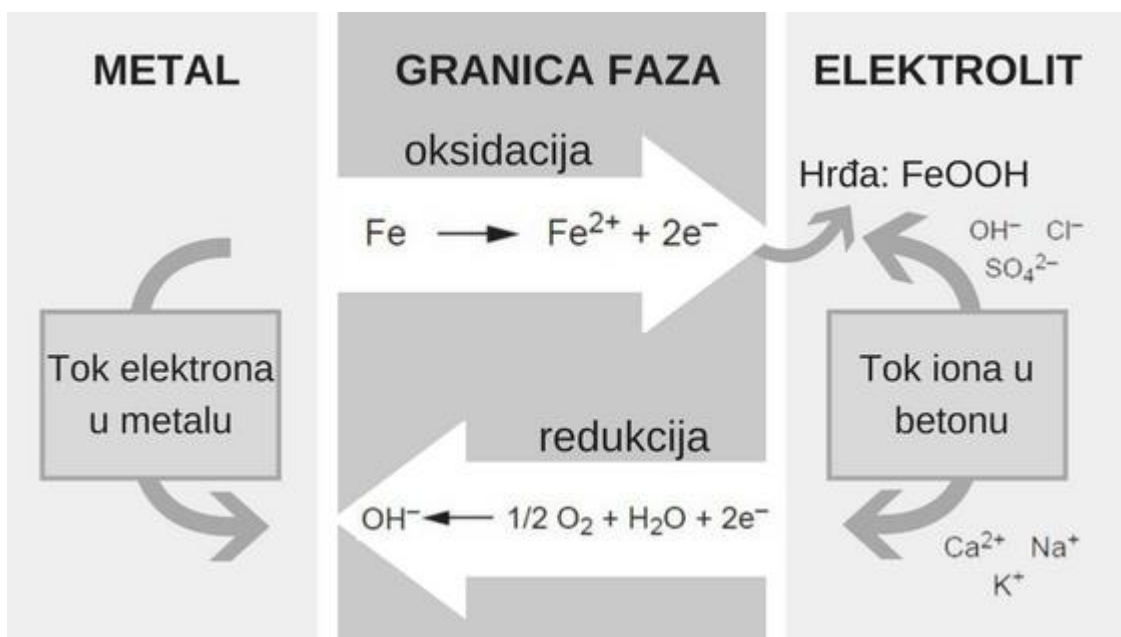 METAL
GRANICA FAZA
ELEKTROLIT
oksidacija
Fe → Fe²⁺ + 2e⁻
Hrđa: FeOOH
OH⁻ Cl⁻
SO₄²⁻
Tok elektrona
u metalu
Tok iona u
betonu
redukcija
OH⁻ ← 1/2 O₂ + H₂O + 2e⁻
Ca²⁺ Na⁺
K⁺